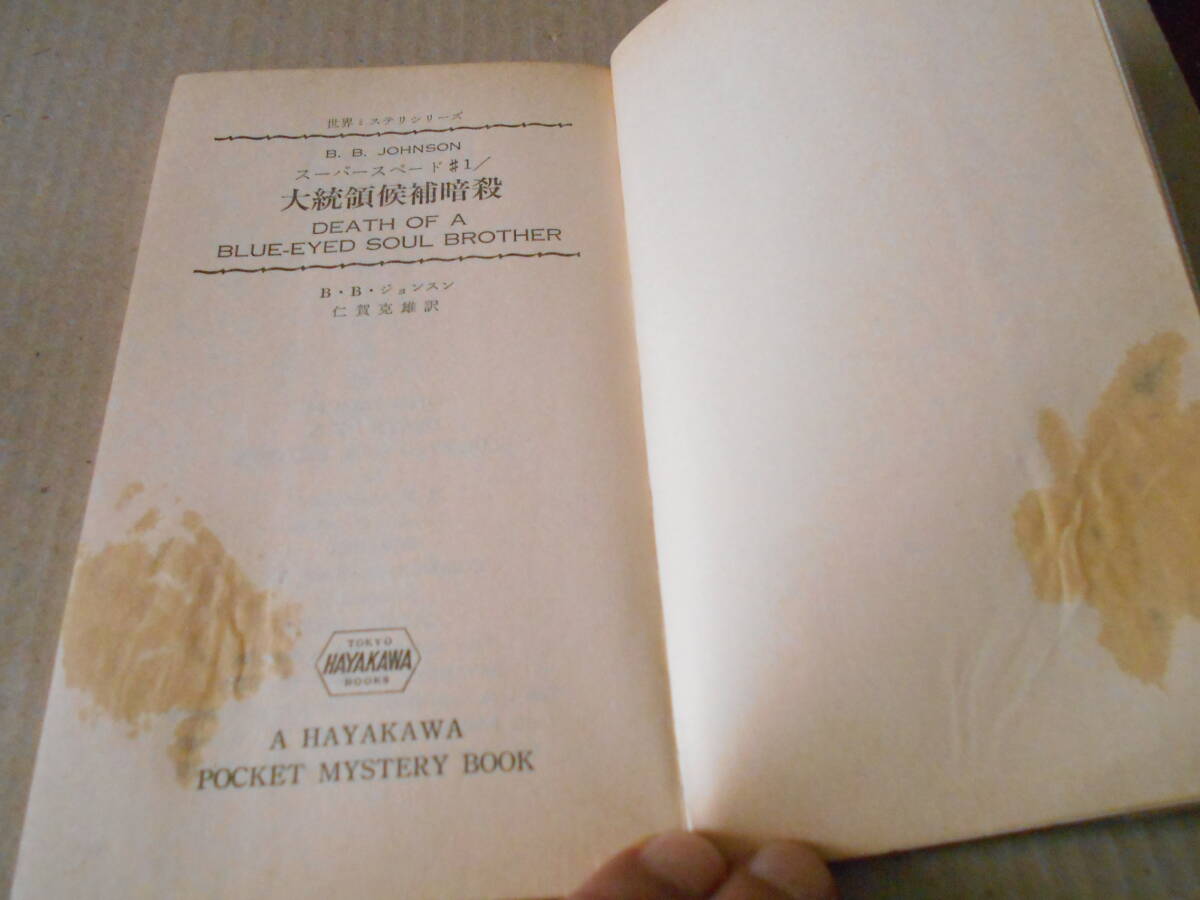 世界ミステリシリーズ
B. B. JOHNSON
スーパースペード♯1/
大統領候補暗殺
DEATH OF A
BLUE-EYED SOUL BROTHER
B・B・ジョンスン
仁賀克雄訳
TOKYO
HAYAKAWA
BOOKS
A HAYAKAWA
POCKET MYSTERY BOOK